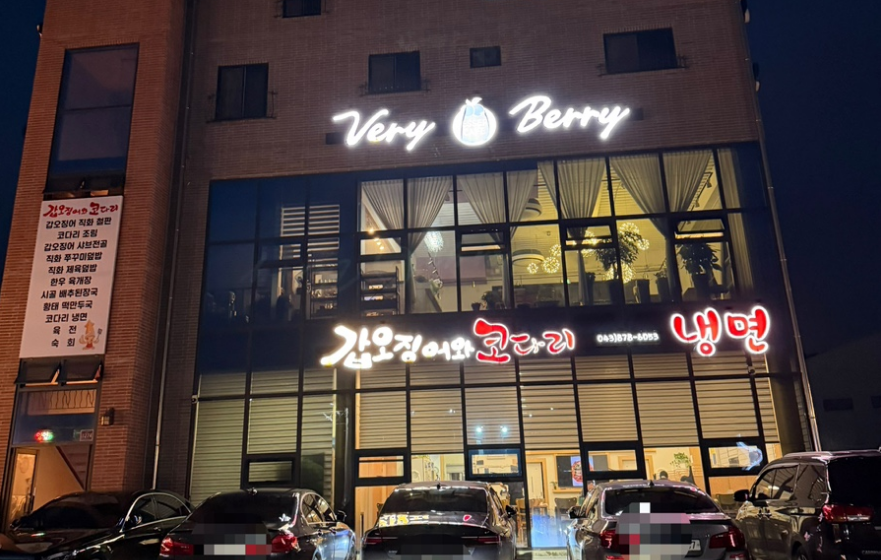 Very Berry
갑오징어와 코다리
갑오징어 직화 철판
코다리 조림
갑오징어 샤브전골
직화 쭈꾸미덮밥
직화 제육덮밥
한우 육개장
시골 배추된장국
황태 떡만두국
코다리 냉면
육 전
숙 회
갑오징어와 코다리 043)878-6053 냉면